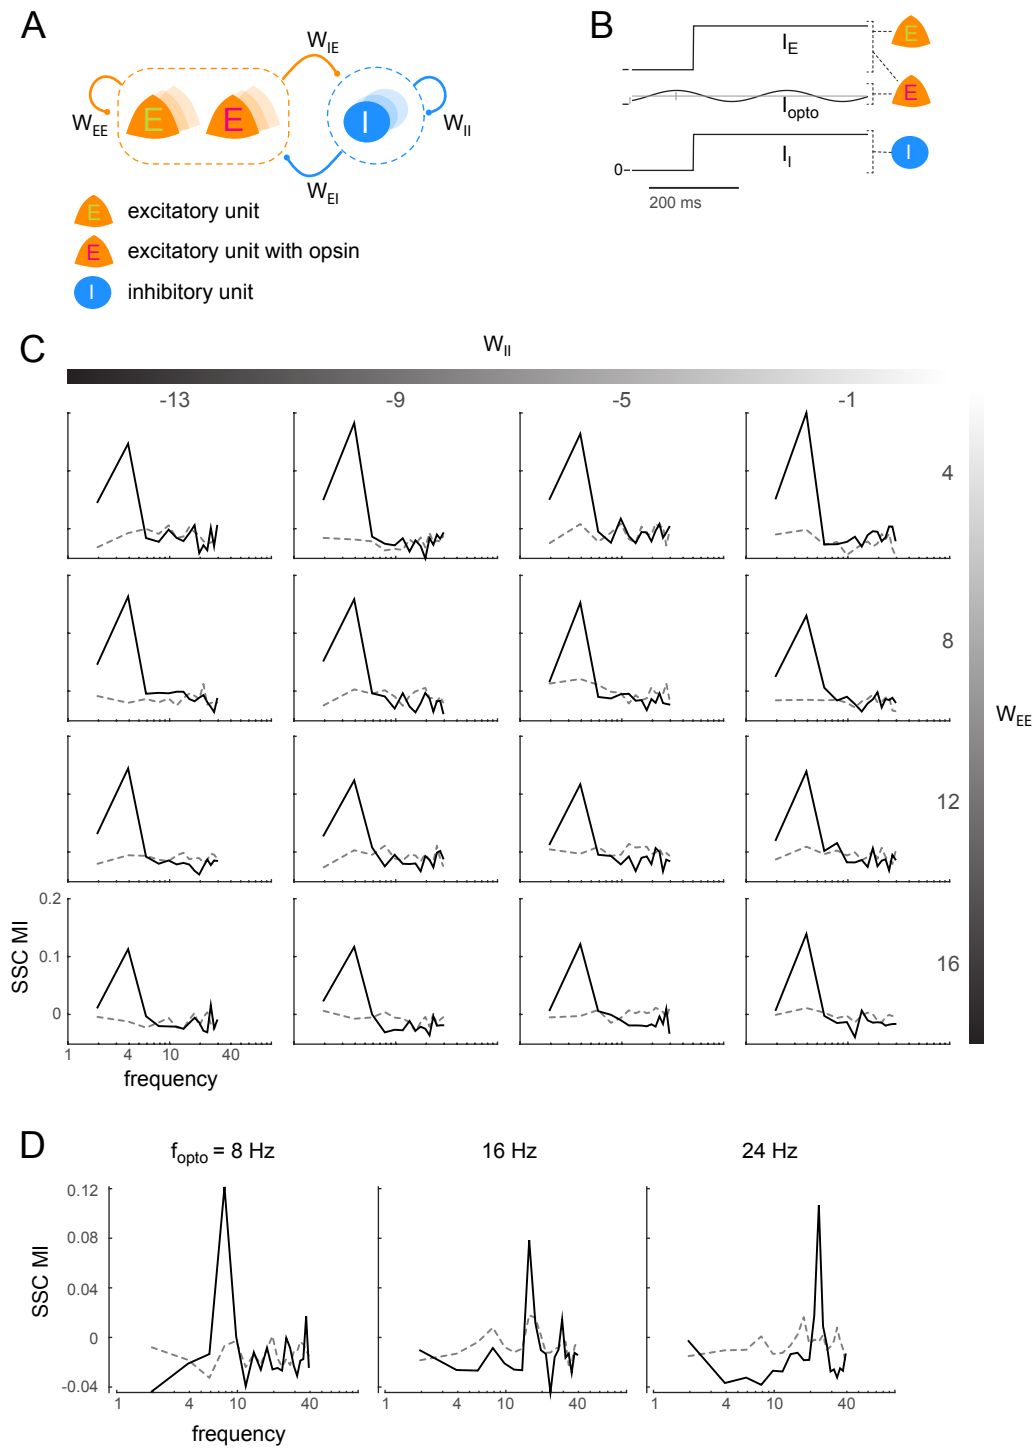 A
W_IE
W_EE
E
E
I
W_II
W_EI
E excitatory unit
E excitatory unit with opsin
I inhibitory unit
B
I_E
E
I_opto
E
I_I
0
I
200 ms
C
W_II
-13 -9 -5 -1
4
8
W_EE
12
0.2
SSC MI
0.1
0
16
1 4 10 40
frequency
D
f_opto = 8 Hz 16 Hz 24 Hz
0.12
0.08
SSC MI
0.04
0
-0.04
1 4 10 40 1 4 10 40 1 4 10 40
frequency